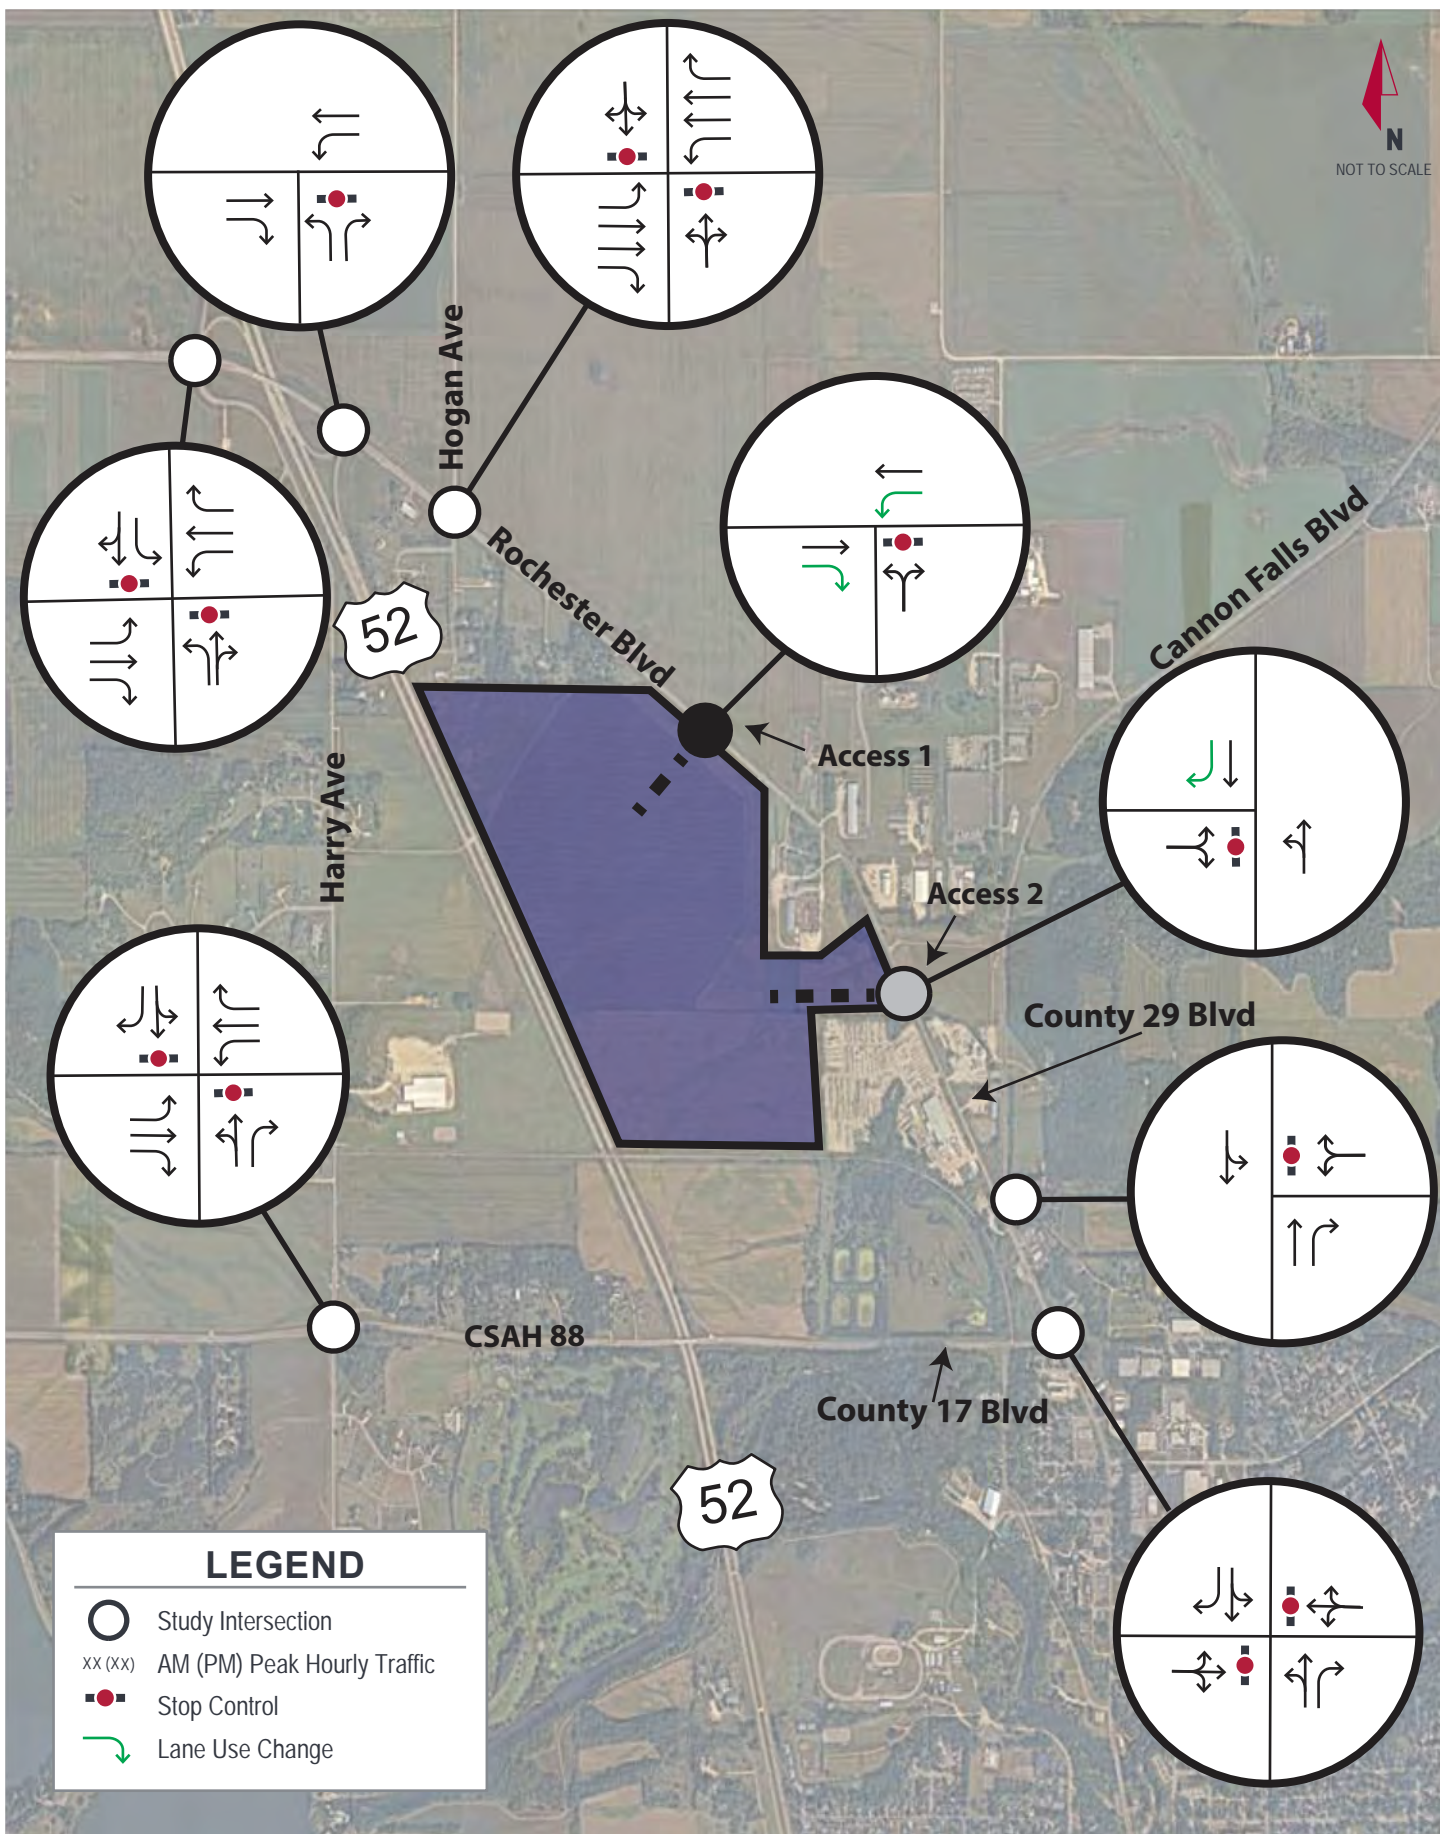 N
NOT TO SCALE
Hogan Ave
Rochester Blvd
Cannon Falls Blvd
52
Access 1
Harry Ave
Access 2
County 29 Blvd
CSAH 88
County 17 Blvd
52
LEGEND
Study Intersection
XX (XX) AM (PM) Peak Hourly Traffic
Stop Control
Lane Use Change